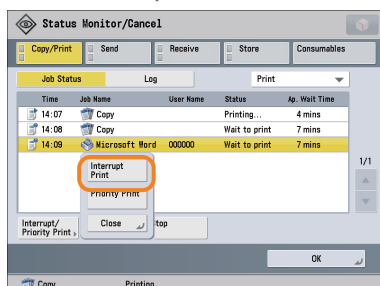 Status Monitor/Cancel
Copy/Print
Send
Receive
Store
Consumables
Job Status
Log
Print
Time Job Name User Name Status Ap. Wait Time
14:07 Copy Printing... 4 mins
14:08 Copy Wait to print 7 mins
14:09 Microsoft Word 000000 Wait to print 7 mins
1/1
Interrupt
Print
Priority Print
Interrupt/
Priority Print
Close
top
OK
Copy Printing